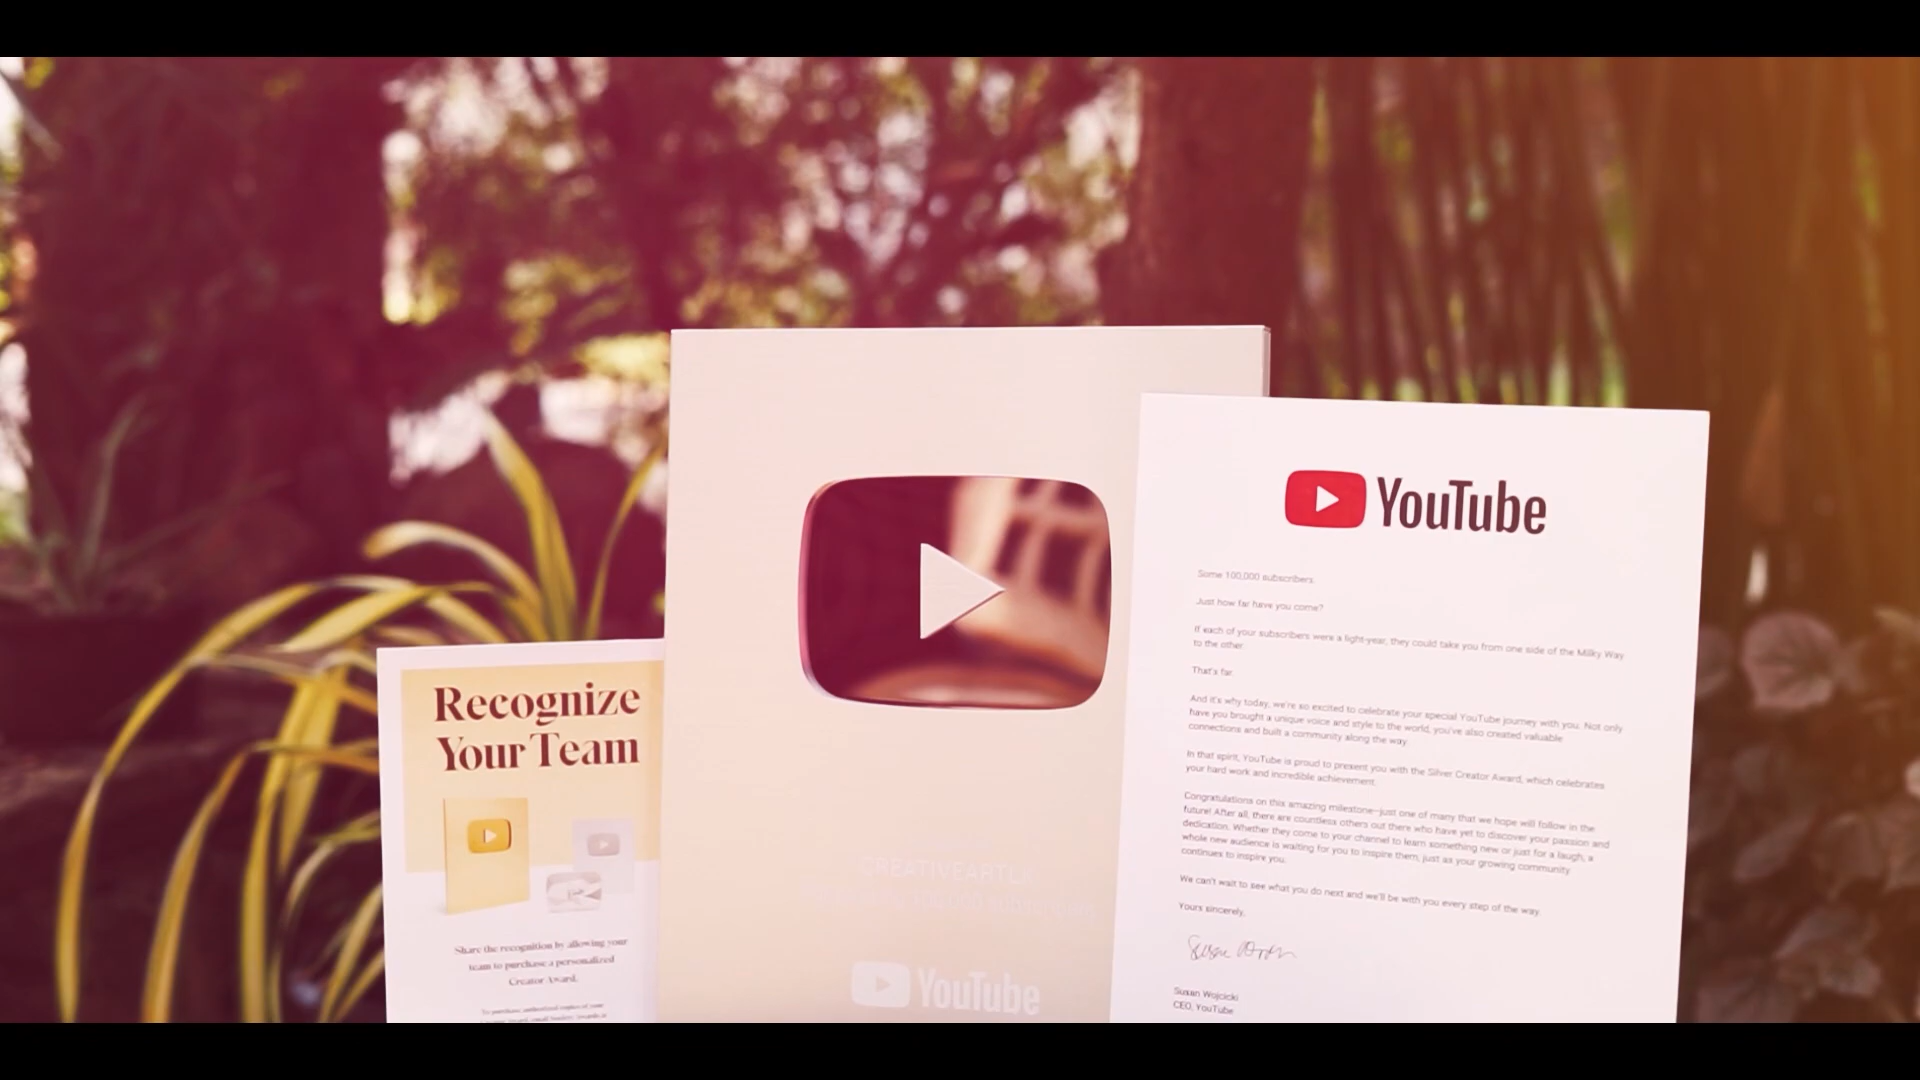 Recognize
Your Team
Share the recognition by allowing your
team to purchase a personalized
Creator Award.
YouTube
YouTube
Some 100,000 subscribers.
Just how far have you come?
If each of your subscribers were a light-year, they could take you from one side of the Milky Way
to the other.
That's far.
And it's why today, we're so excited to celebrate your special YouTube journey with you. Not only
have you brought a unique voice and style to the world, you've also created valuable
connections and built a community along the way.
In that spirit, YouTube is proud to present you with the Silver Creator Award, which celebrates
your hard work and incredible achievement.
Congratulations on this amazing milestone—just one of many that we hope will follow in the
future! After all, there are countless others out there who have yet to discover your passion and
dedication. Whether they come to your channel to learn something new or just for a laugh, a
whole new audience is waiting for you to inspire them, just as your growing community
continues to inspire you.
We can't wait to see what you do next and we'll be with you every step of the way.
Yours sincerely,
Susan Wojcicki
CEO, YouTube